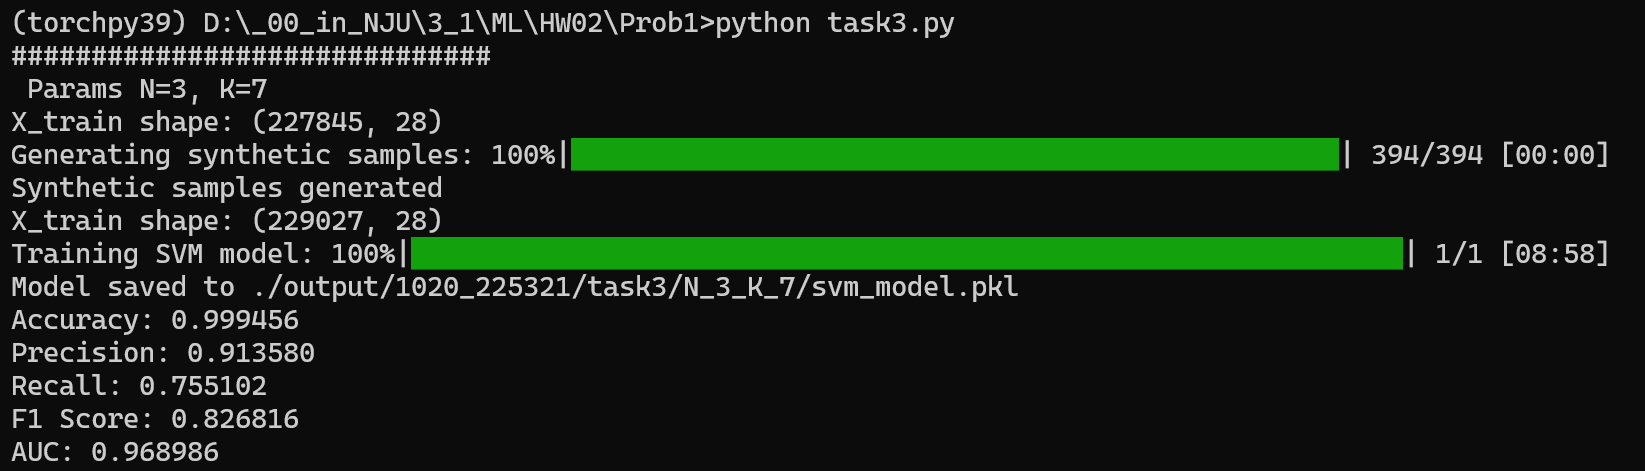 (torchpy39) D:\_00_in_NJU\3_1\ML\HW02\Prob1>python task3.py
##############################
 Params N=3, K=7
X_train shape: (227845, 28)
Generating synthetic samples: 100%|| 394/394 [00:00]
Synthetic samples generated
X_train shape: (229027, 28)
Training SVM model: 100%|| 1/1 [08:58]
Model saved to ./output/1020_225321/task3/N_3_K_7/svm_model.pkl
Accuracy: 0.999456
Precision: 0.913580
Recall: 0.755102
F1 Score: 0.826816
AUC: 0.968986